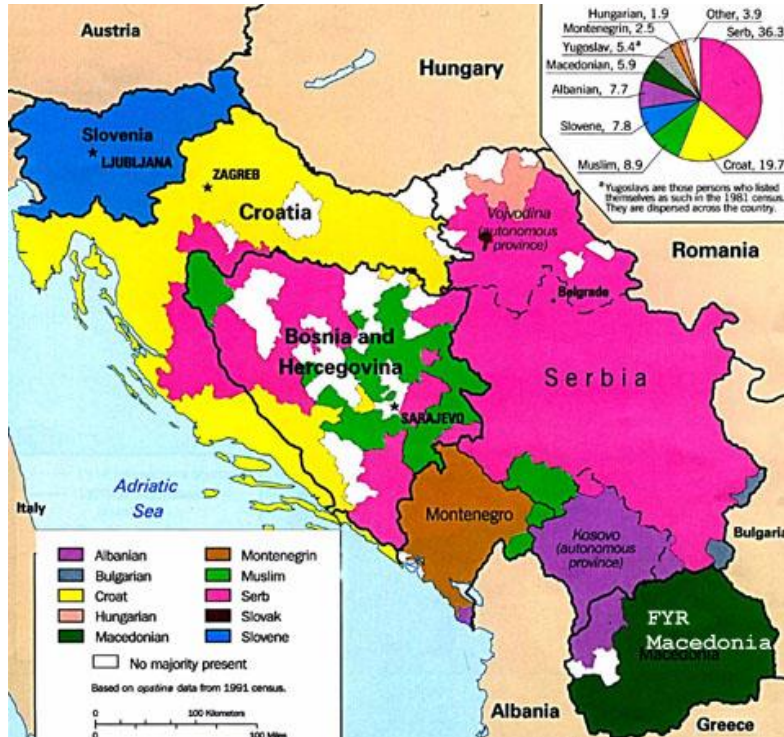 Austria
Hungary
Slovenia
LJUBLJANA
ZAGREB
Croatia
Vojvodina
(autonomous
province)
Romania
Belgrade
Bosnia and
Hercegovina
Serbia
SARAJEVO
Adriatic
Sea
Italy
Montenegro
Kosovo
(autonomous
province)
Bulgaria
FYR
Macedonia
Macedonia
Albania
Greece
Hungarian, 1.9
Other, 3.9
Montenegrin, 2.5
Serb, 36.3
Yugoslav, 5.4ª
Macedonian, 5.9
Albanian, 7.7
Slovene, 7.8
Muslim, 8.9
Croat, 19.7
ª Yugoslavs are those persons who listed
themselves as such in the 1981 census.
They are dispersed across the country.
Albanian
Bulgarian
Croat
Hungarian
Macedonian
Montenegrin
Muslim
Serb
Slovak
Slovene
No majority present
Based on opstina data from 1991 census.
0 100 Kilometers
0 100 Miles